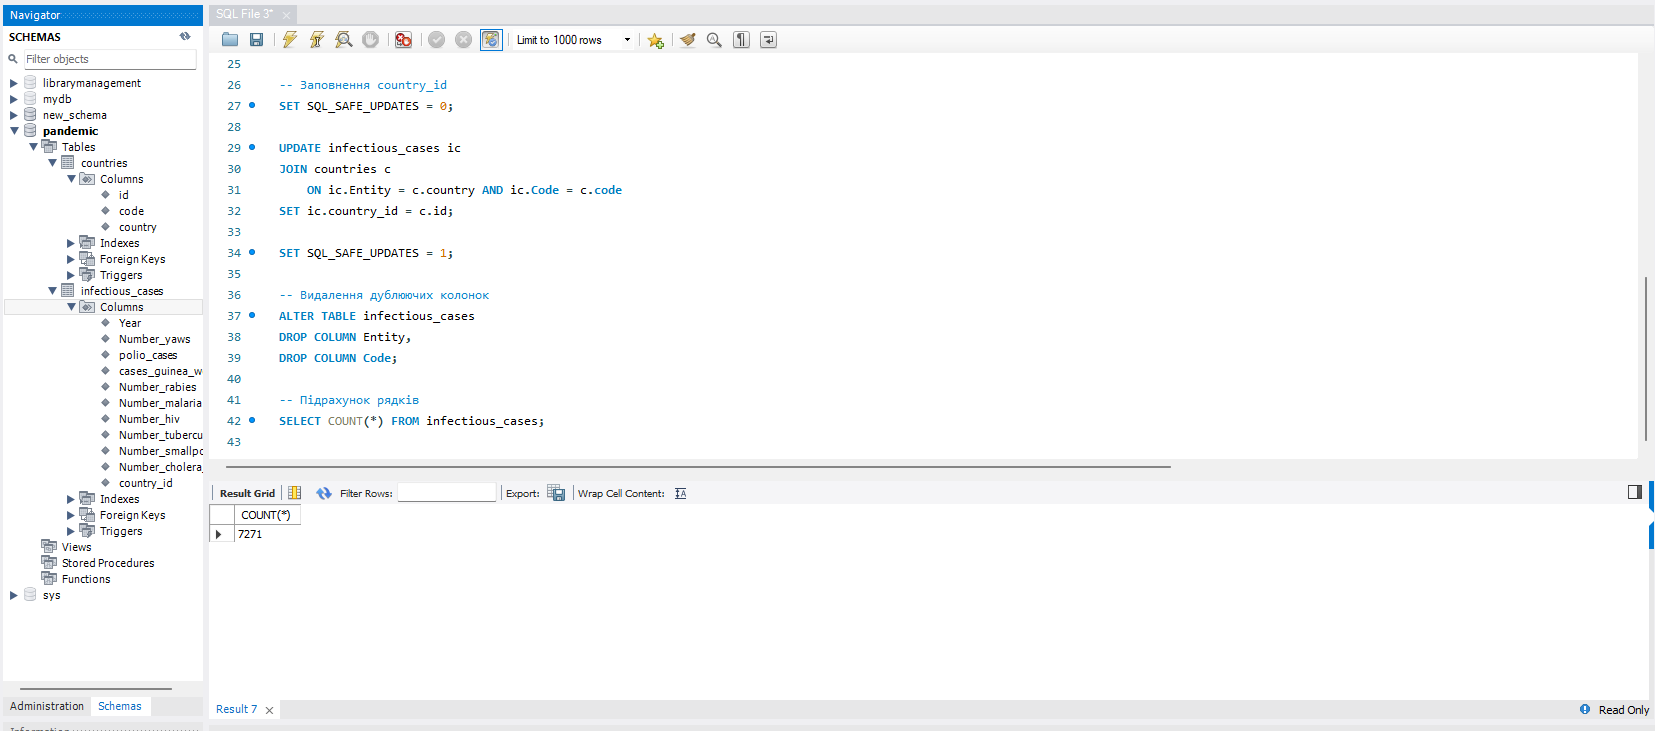 Navigator
SCHEMAS
Filter objects
librarymanagement
mydb
new_schema
pandemic
Tables
countries
Columns
id
code
country
Indexes
Foreign Keys
Triggers
infectious_cases
Columns
Year
Number_yaws
polio_cases
cases_guinea_w
Number_rabies
Number_malaria
Number_hiv
Number_tubercu
Number_smallpo
Number_cholera_
country_id
Indexes
Foreign Keys
Triggers
Views
Stored Procedures
Functions
sys
Administration Schemas
Information
SQL File 3*
Limit to 1000 rows
25
26 -- Заповнення country_id
27 SET SQL_SAFE_UPDATES = 0;
28
29 UPDATE infectious_cases ic
30 JOIN countries c
31 ON ic.Entity = c.country AND ic.Code = c.code
32 SET ic.country_id = c.id;
33
34 SET SQL_SAFE_UPDATES = 1;
35
36 -- Видалення дублюючих колонок
37 ALTER TABLE infectious_cases
38 DROP COLUMN Entity,
39 DROP COLUMN Code;
40
41 -- Підрахунок рядків
42 SELECT COUNT(*) FROM infectious_cases;
43
Result Grid Filter Rows: Export: Wrap Cell Content:
COUNT(*)
7271
Result 7
Read Only